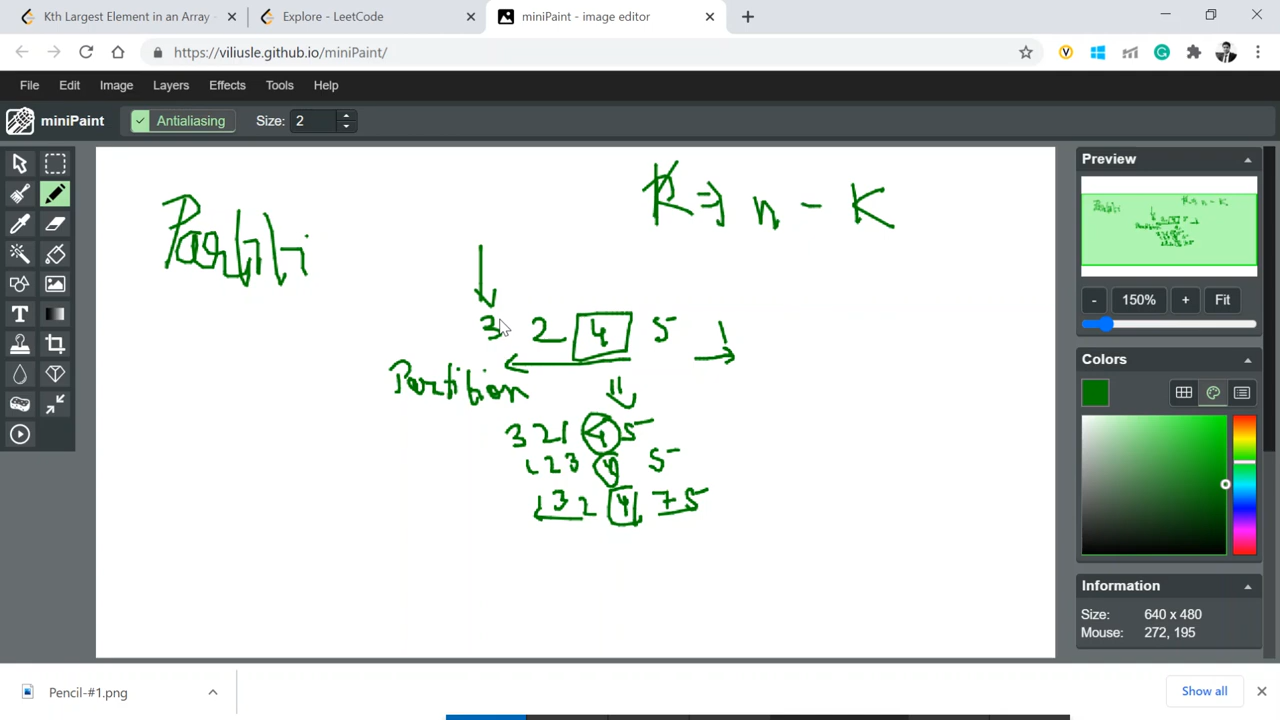 Kth Largest Element in an Array -
Explore - LeetCode
miniPaint - image editor
https://viliusle.github.io/miniPaint/
File Edit Image Layers Effects Tools Help
miniPaint
Antialiasing
Size: 2
K ⇒ n - K
3 2 4 5 1
Partition
3 2 1 4 5
1 2 3 4 5
1 3 2 4 7 5
Preview
- 150% + Fit
Colors
Information
Size: 640 x 480
Mouse: 272, 195
Pencil-#1.png
Show all